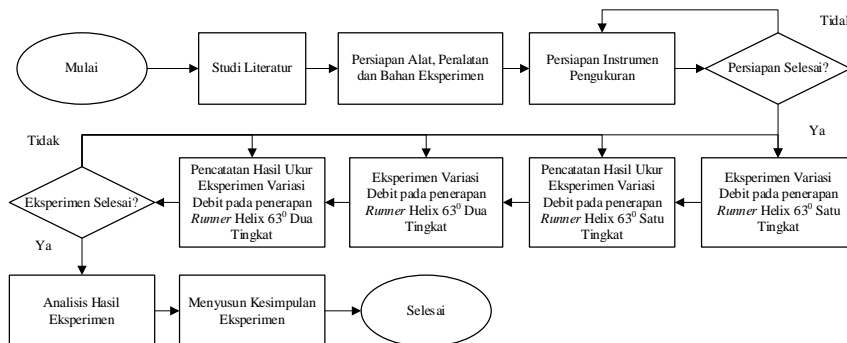 Tidak
Mulai
Studi Literatur
Persiapan Alat, Peralatan
dan Bahan Eksperimen
Persiapan Instrumen
Pengukuran
Persiapan Selesai?
Ya
Tidak
Eksperimen Selesai?
Pencatatan Hasil Ukur
Eksperimen Variasi
Debit pada penerapan
Runner Helix 63⁰ Dua
Tingkat
Eksperimen Variasi
Debit pada penerapan
Runner Helix 63⁰ Dua
Tingkat
Pencatatan Hasil Ukur
Eksperimen Variasi
Debit pada penerapan
Runner Helix 63⁰ Satu
Tingkat
Eksperimen Variasi
Debit pada penerapan
Runner Helix 63⁰ Satu
Tingkat
Ya
Analisis Hasil
Eksperimen
Menyusun Kesimpulan
Eksperimen
Selesai